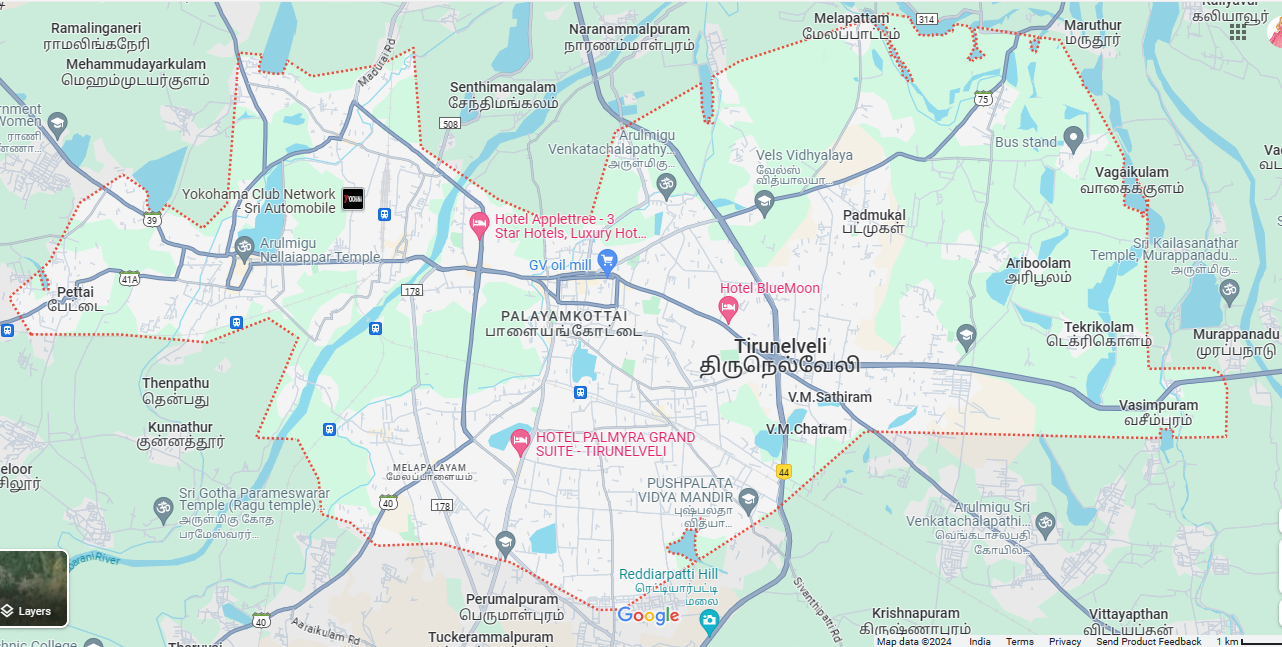 Ramalinganeri
ராமலிங்கநேரி
Mehammudayarkulam
மெஹம்முடயர்குளம்
Women
ராணி
Madurai Rd
Naranammalpuram
நாரணம்மாள்புரம்
Senthimangalam
சேந்திமங்கலம்
508
Melapattam
மேலப்பாட்டம்
314
Maruthur
மருதூர்
கலியாவூர்
75
Bus stand
Arulmigu
Venkatachalapathy...
அருள்மிகு...
Vels Vidhyalaya
வேல்ஸ்
வித்யாலயா...
Vagaikulam
வாகைக்குளம்
Yokohama Club Network
Sri Automobile
39
Arulmigu
Nellaiappar Temple
Hotel Applettree - 3
Star Hotels, Luxury Hot...
GV oil mill
Padmukal
பட்முகள்
Sri Kailasanathar
Temple, Murappanadu...
அருள்மிகு...
Ariboolam
அரிபூலம்
41A
Pettai
பேட்டை
178
PALAYAMKOTTAI
பாளையங்கோட்டை
Hotel BlueMoon
Tirunelveli
திருநெல்வேலி
Tekrikolam
டெக்ரிகொளம்
Murappanadu
முரப்பநாடு
Thenpathu
தென்பது
V.M.Sathiram
V.M.Chatram
Vasimpuram
வசீம்புரம்
Kunnathur
குன்னத்தூர்
HOTEL PALMYRA GRAND
SUITE - TIRUNELVELI
44
MELAPALAYAM
மேலப்பாளையம்
178
40
Sri Gotha Parameswarar
Temple (Ragu temple)
அருள்மிகு கோத
பரமேஸ்வரர்...
PUSHPALATA
VIDYA MANDIR
புஷ்பலதா
வித்யா...
Arulmigu Sri
Venkatachalapathi...
வெங்கடாசலபதி
கோயில்...
Reddiarpatti Hill
ரெட்டியார்பட்டி
மலை
Sivanthipatti Rd
Layers
40
Aaraikulam Rd
Perumalpuram
பெருமாள்புரம்
Tuckerammalpuram
Google
Krishnapuram
கிருஷ்ணாபுரம்
Vittayapthan
விட்டயப்தன்
Map data ©2024 India Terms Privacy Send Product Feedback 1 km